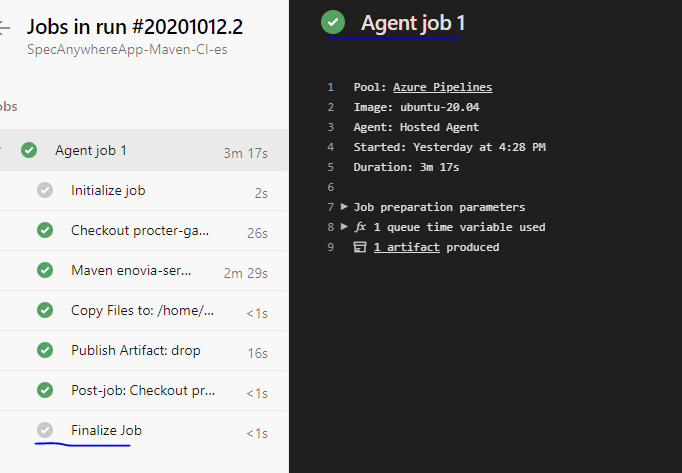 Jobs in run #20201012.2
SpecAnywhereApp-Maven-CI-es
obs
Agent job 1 3m 17s
Initialize job 2s
Checkout procter-ga... 26s
Maven enovia-ser... 2m 29s
Copy Files to: /home/... <1s
Publish Artifact: drop 16s
Post-job: Checkout pr... <1s
Finalize Job <1s
Agent job 1
1 Pool: Azure Pipelines
2 Image: ubuntu-20.04
3 Agent: Hosted Agent
4 Started: Yesterday at 4:28 PM
5 Duration: 3m 17s
6
7 Job preparation parameters
8 fx 1 queue time variable used
9 1 artifact produced